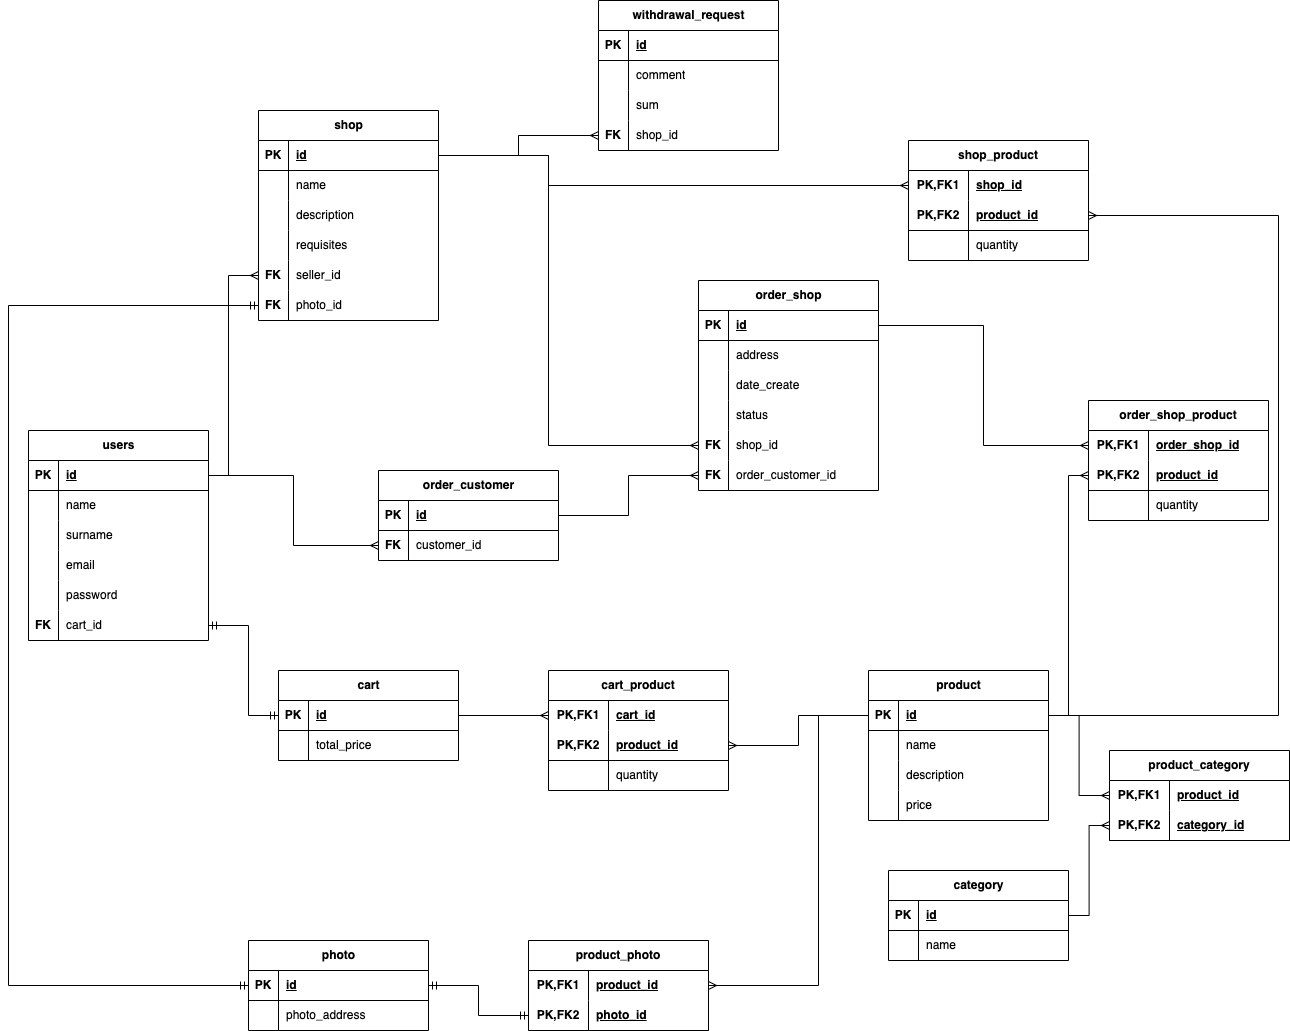 withdrawal_request
PK id
comment
sum
FK shop_id
shop
PK id
name
description
requisites
FK seller_id
FK photo_id
shop_product
PK,FK1 shop_id
PK,FK2 product_id
quantity
order_shop
PK id
address
date_create
status
FK shop_id
FK order_customer_id
order_shop_product
PK,FK1 order_shop_id
PK,FK2 product_id
quantity
users
PK id
name
surname
email
password
FK cart_id
order_customer
PK id
FK customer_id
cart
PK id
total_price
cart_product
PK,FK1 cart_id
PK,FK2 product_id
quantity
product
PK id
name
description
price
product_category
PK,FK1 product_id
PK,FK2 category_id
category
PK id
name
photo
PK id
photo_address
product_photo
PK,FK1 product_id
PK,FK2 photo_id